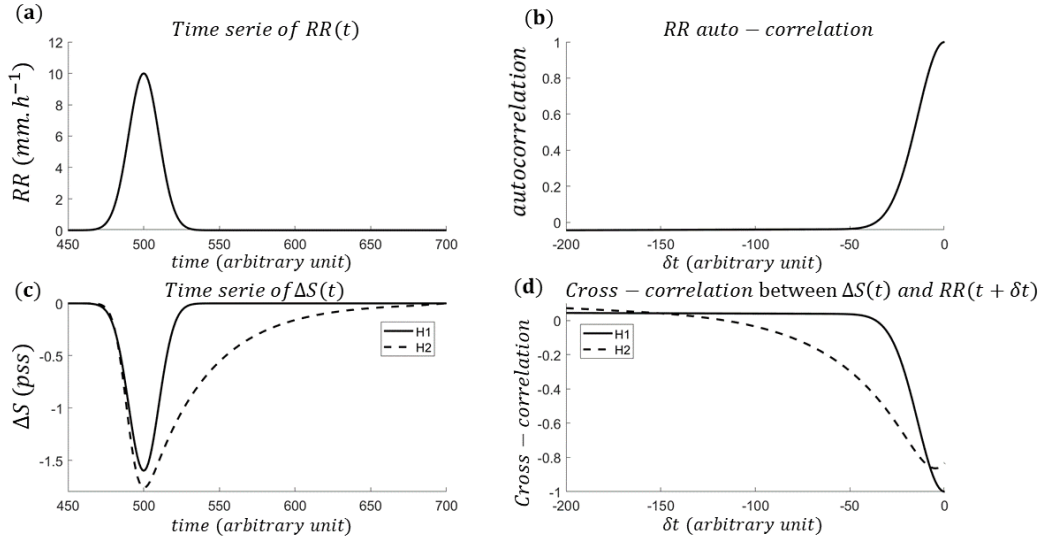 (a)
Time serie of RR(t)
12
10
8
6
4
2
0
RR (mm. h⁻¹)
450 500 550 600 650 700
time (arbitrary unit)
(b)
RR auto − correlation
1
0.8
0.6
0.4
0.2
0
autocorrelation
-200 -150 -100 -50 0
δt (arbitrary unit)
(c)
Time serie of ΔS(t)
0
-0.5
-1
-1.5
ΔS (pss)
H1
H2
450 500 550 600 650 700
time (arbitrary unit)
(d)
Cross − correlation between ΔS(t) and RR(t + δt)
0
-0.2
-0.4
-0.6
-0.8
-1
Cross − correlation
H1
H2
-200 -150 -100 -50 0
δt (arbitrary unit)